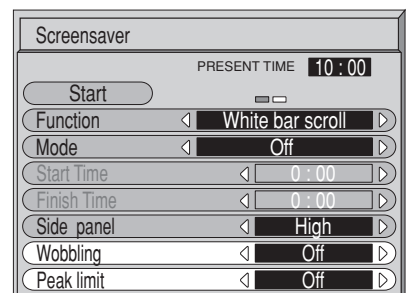 Screensaver
PRESENT TIME 10 : 00
Start
Function White bar scroll
Mode Off
Start Time 0 : 00
Finish Time 0 : 00
Side panel High
Wobbling Off
Peak limit Off